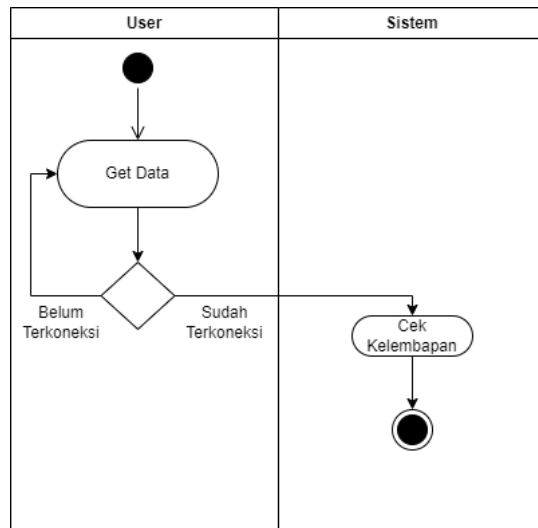 User
Sistem
Get Data
Belum
Terkoneksi
Sudah
Terkoneksi
Cek
Kelembapan